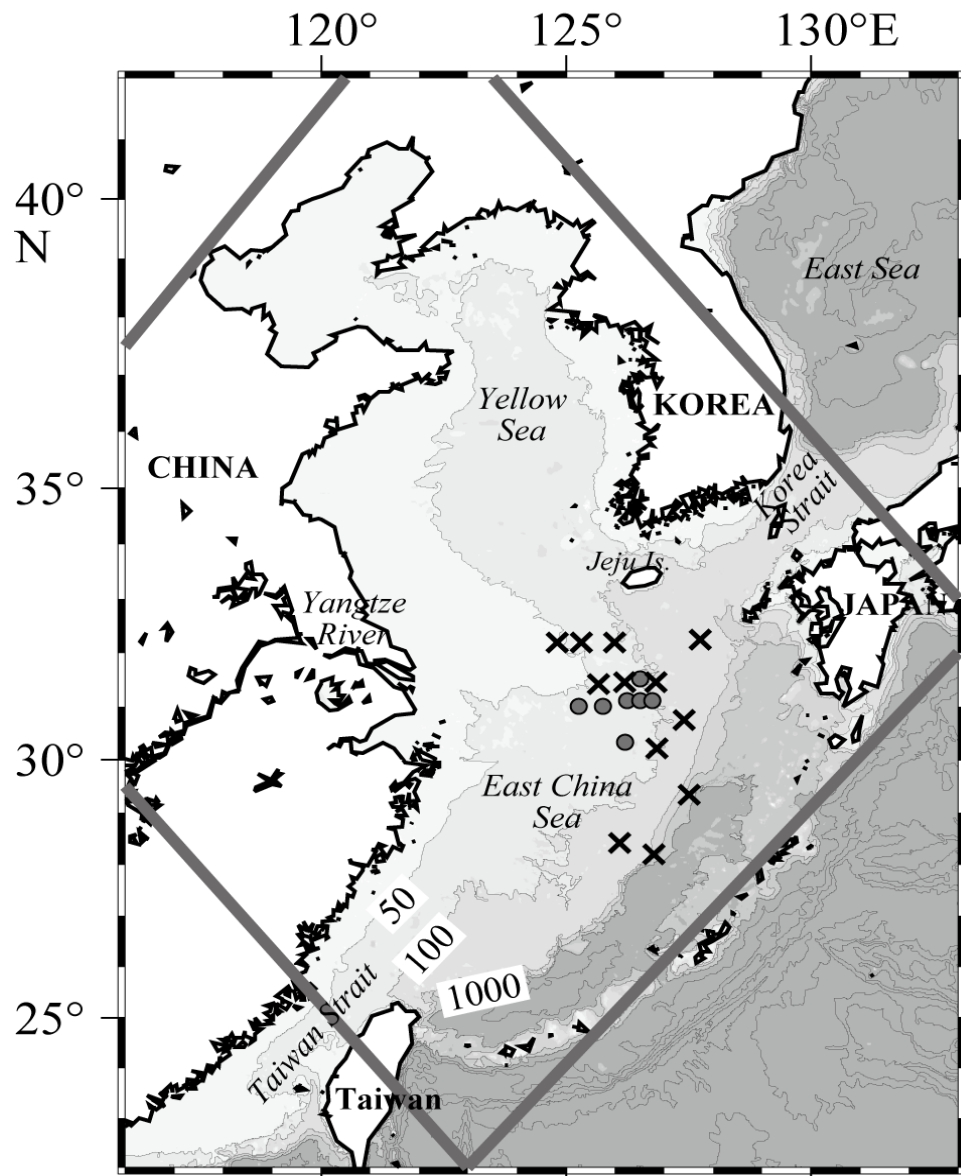 120°
125°
130°E
40°
N
East Sea
Yellow
Sea
KOREA
CHINA
35°
Korea
Strait
Jeju Is.
Yangtze
River
JAPAN
30°
East China
Sea
50
100
1000
25°
Taiwan Strait
Taiwan